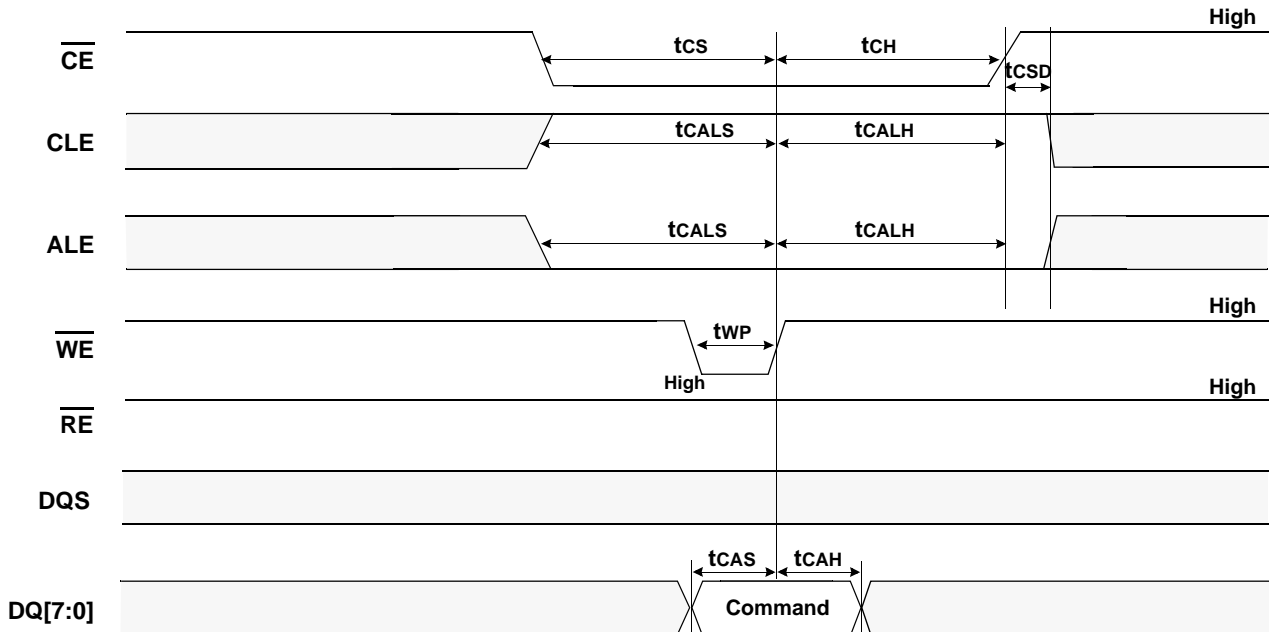 High
CE tCS tCH
tCSD
CLE tCALS tCALH
ALE tCALS tCALH
High
WE tWP
High High
RE
DQS
tCAS tCAH
DQ[7:0] Command